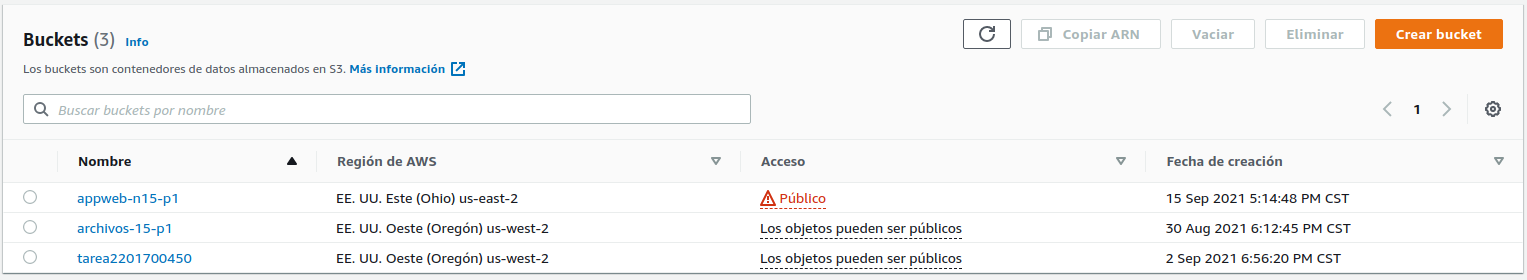 Buckets (3) Info
Copiar ARN Vaciar Eliminar Crear bucket
Los buckets son contenedores de datos almacenados en S3. Más información
Buscar buckets por nombre
1
Nombre Región de AWS Acceso Fecha de creación
appweb-n15-p1 EE. UU. Este (Ohio) us-east-2 Público 15 Sep 2021 5:14:48 PM CST
archivos-15-p1 EE. UU. Oeste (Oregón) us-west-2 Los objetos pueden ser públicos 30 Aug 2021 6:12:45 PM CST
tarea2201700450 EE. UU. Oeste (Oregón) us-west-2 Los objetos pueden ser públicos 2 Sep 2021 6:56:20 PM CST